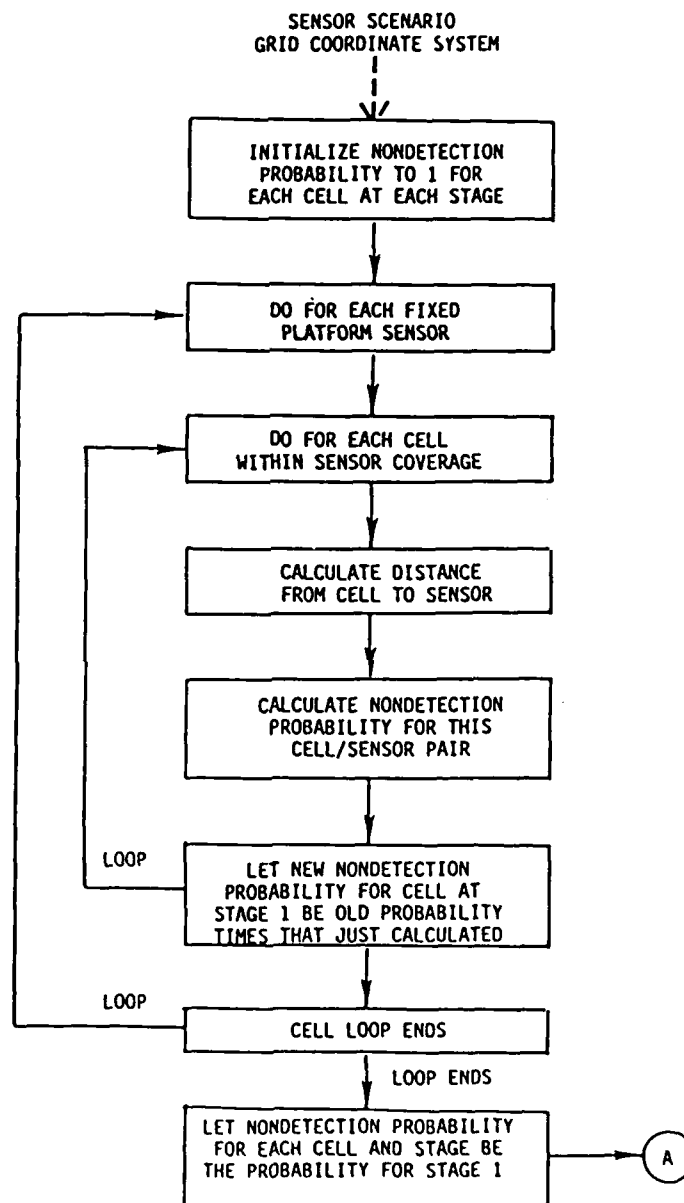 SENSOR SCENARIO
GRID COORDINATE SYSTEM
INITIALIZE NONDETECTION
PROBABILITY TO 1 FOR
EACH CELL AT EACH STAGE
DO FOR EACH FIXED
PLATFORM SENSOR
DO FOR EACH CELL
WITHIN SENSOR COVERAGE
CALCULATE DISTANCE
FROM CELL TO SENSOR
CALCULATE NONDETECTION
PROBABILITY FOR THIS
CELL/SENSOR PAIR
LOOP
LET NEW NONDETECTION
PROBABILITY FOR CELL AT
STAGE 1 BE OLD PROBABILITY
TIMES THAT JUST CALCULATED
LOOP
CELL LOOP ENDS
LOOP ENDS
LET NONDETECTION PROBABILITY
FOR EACH CELL AND STAGE BE
THE PROBABILITY FOR STAGE 1
A